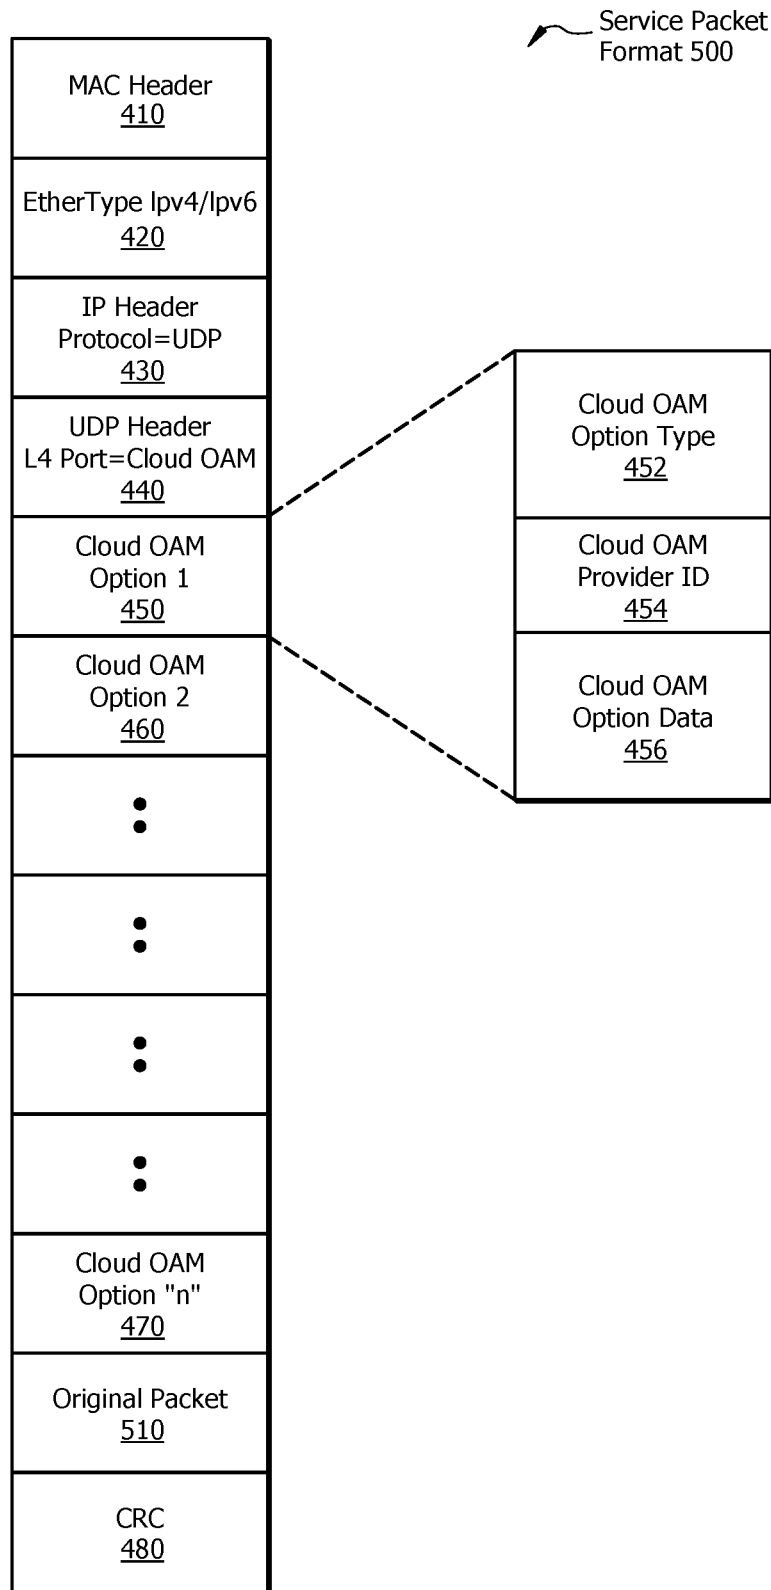 Service Packet
Format 500
MAC Header
410
EtherType Ipv4/Ipv6
420
IP Header
Protocol=UDP
430
UDP Header
L4 Port=Cloud OAM
440
Cloud OAM
Option 1
450
Cloud OAM
Option 2
460
Cloud OAM
Option "n"
470
Original Packet
510
CRC
480
Cloud OAM
Option Type
452
Cloud OAM
Provider ID
454
Cloud OAM
Option Data
456